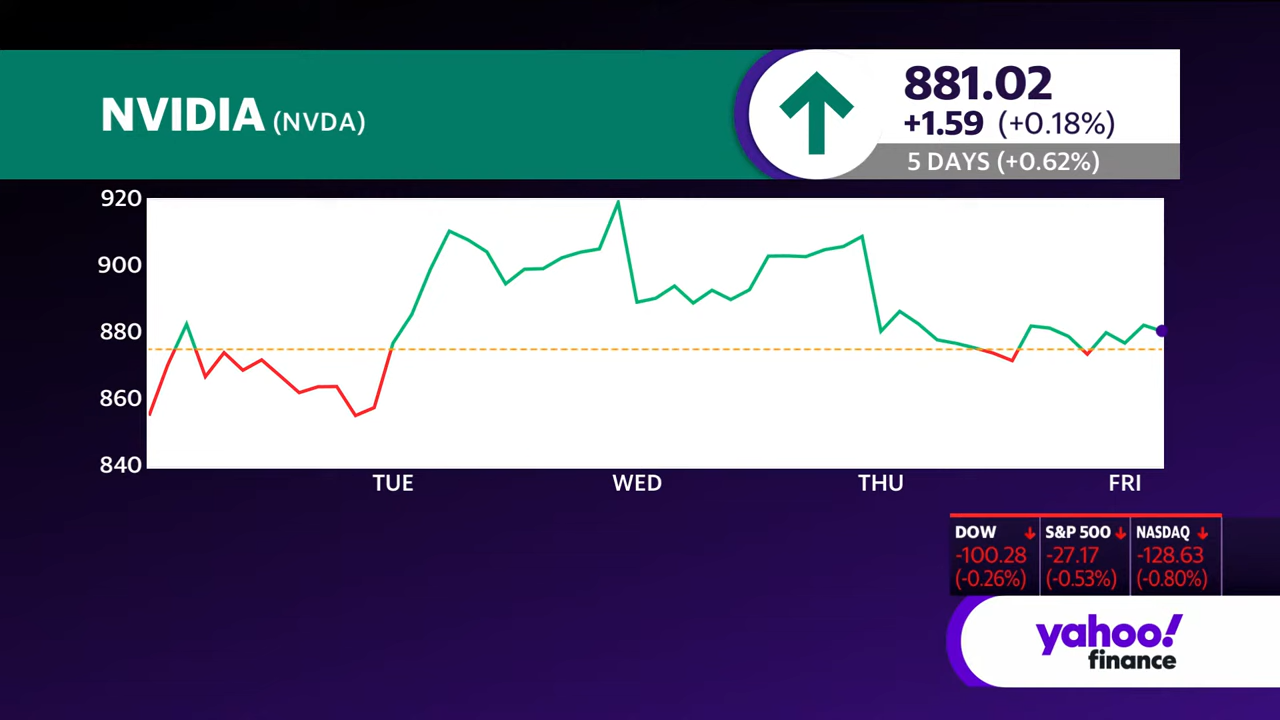 NVIDIA (NVDA)
881.02
+1.59 (+0.18%)
5 DAYS (+0.62%)
920
900
880
860
840
TUE WED THU FRI
DOW S&P 500 NASDAQ
-100.28 -27.17 -128.63
(-0.26%) (-0.53%) (-0.80%)
yahoo!
finance